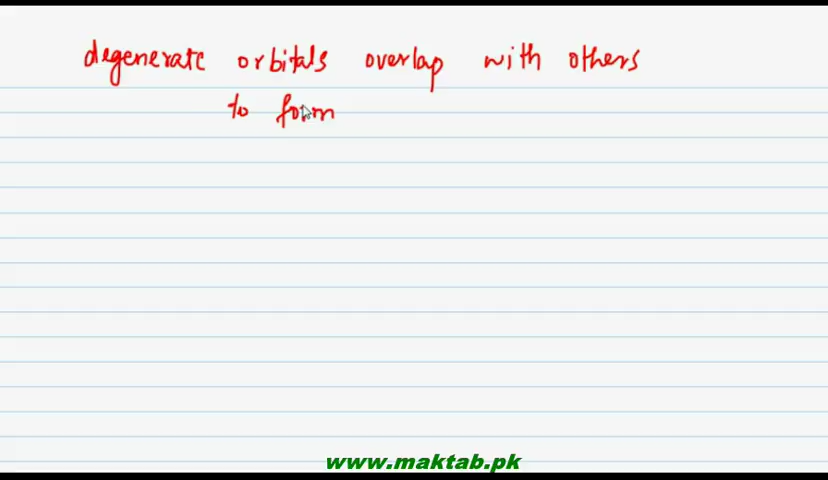 degenerate orbitals overlap with others
to form
www.maktab.pk